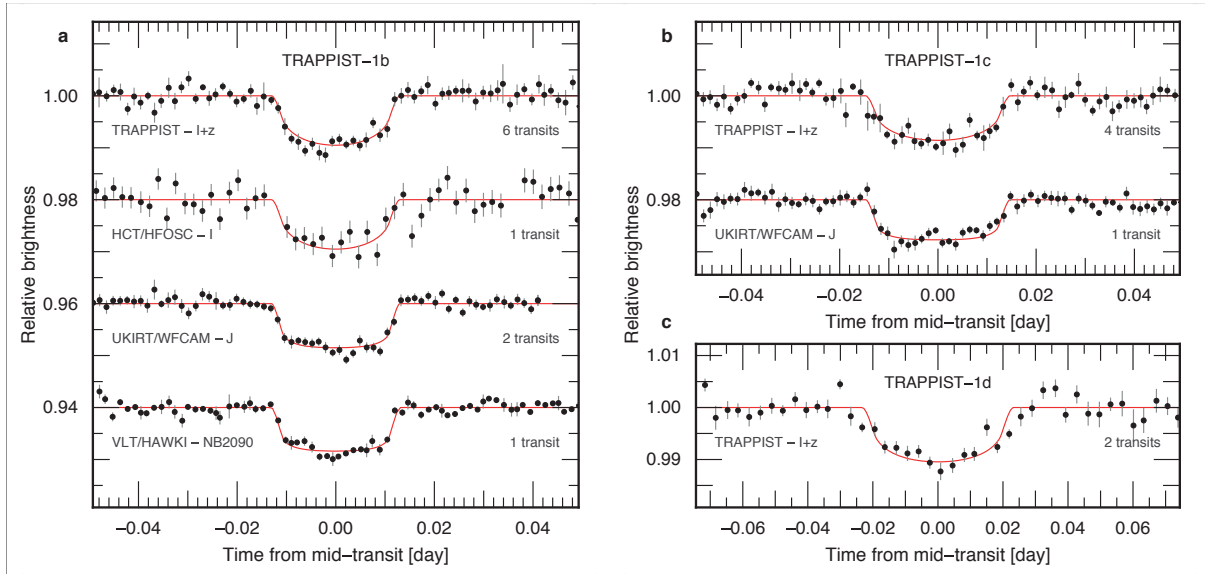 a
TRAPPIST–1b
1.00
TRAPPIST – I+z
6 transits
0.98
HCT/HFOSC – I
1 transit
0.96
UKIRT/WFCAM – J
2 transits
0.94
VLT/HAWKI – NB2090
1 transit
Relative brightness
−0.04 −0.02 0.00 0.02 0.04
Time from mid–transit [day]
b
TRAPPIST–1c
1.00
TRAPPIST – I+z
4 transits
0.98
UKIRT/WFCAM – J
1 transit
Relative brightness
−0.04 −0.02 0.00 0.02 0.04
Time from mid–transit [day]
c
1.01
TRAPPIST–1d
1.00
TRAPPIST – I+z
2 transits
0.99
−0.06 −0.04 −0.02 0.00 0.02 0.04 0.06
Time from mid–transit [day]